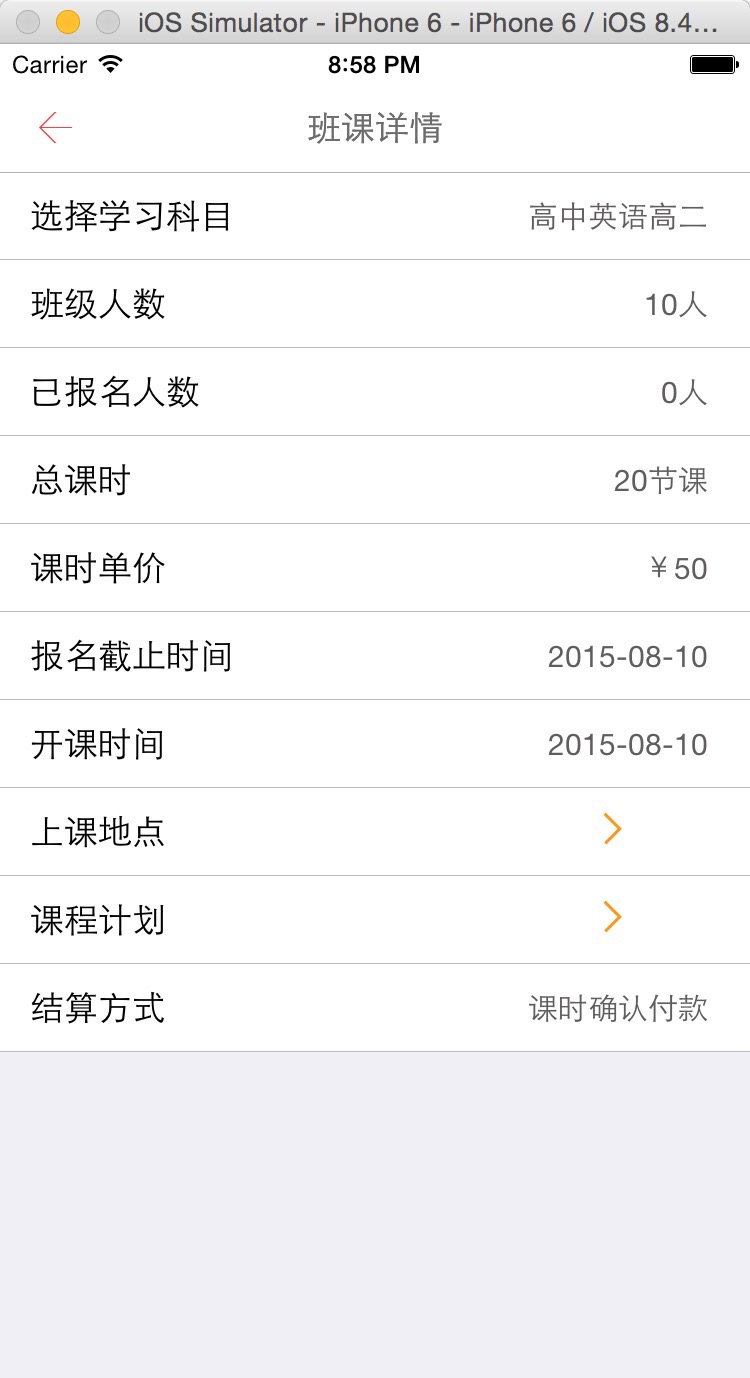 iOS Simulator - iPhone 6 - iPhone 6 / iOS 8.4...
Carrier 8:58 PM
班课详情
选择学习科目 高中英语高二
班级人数 10人
已报名人数 0人
总课时 20节课
课时单价 ¥50
报名截止时间 2015-08-10
开课时间 2015-08-10
上课地点
课程计划
结算方式 课时确认付款